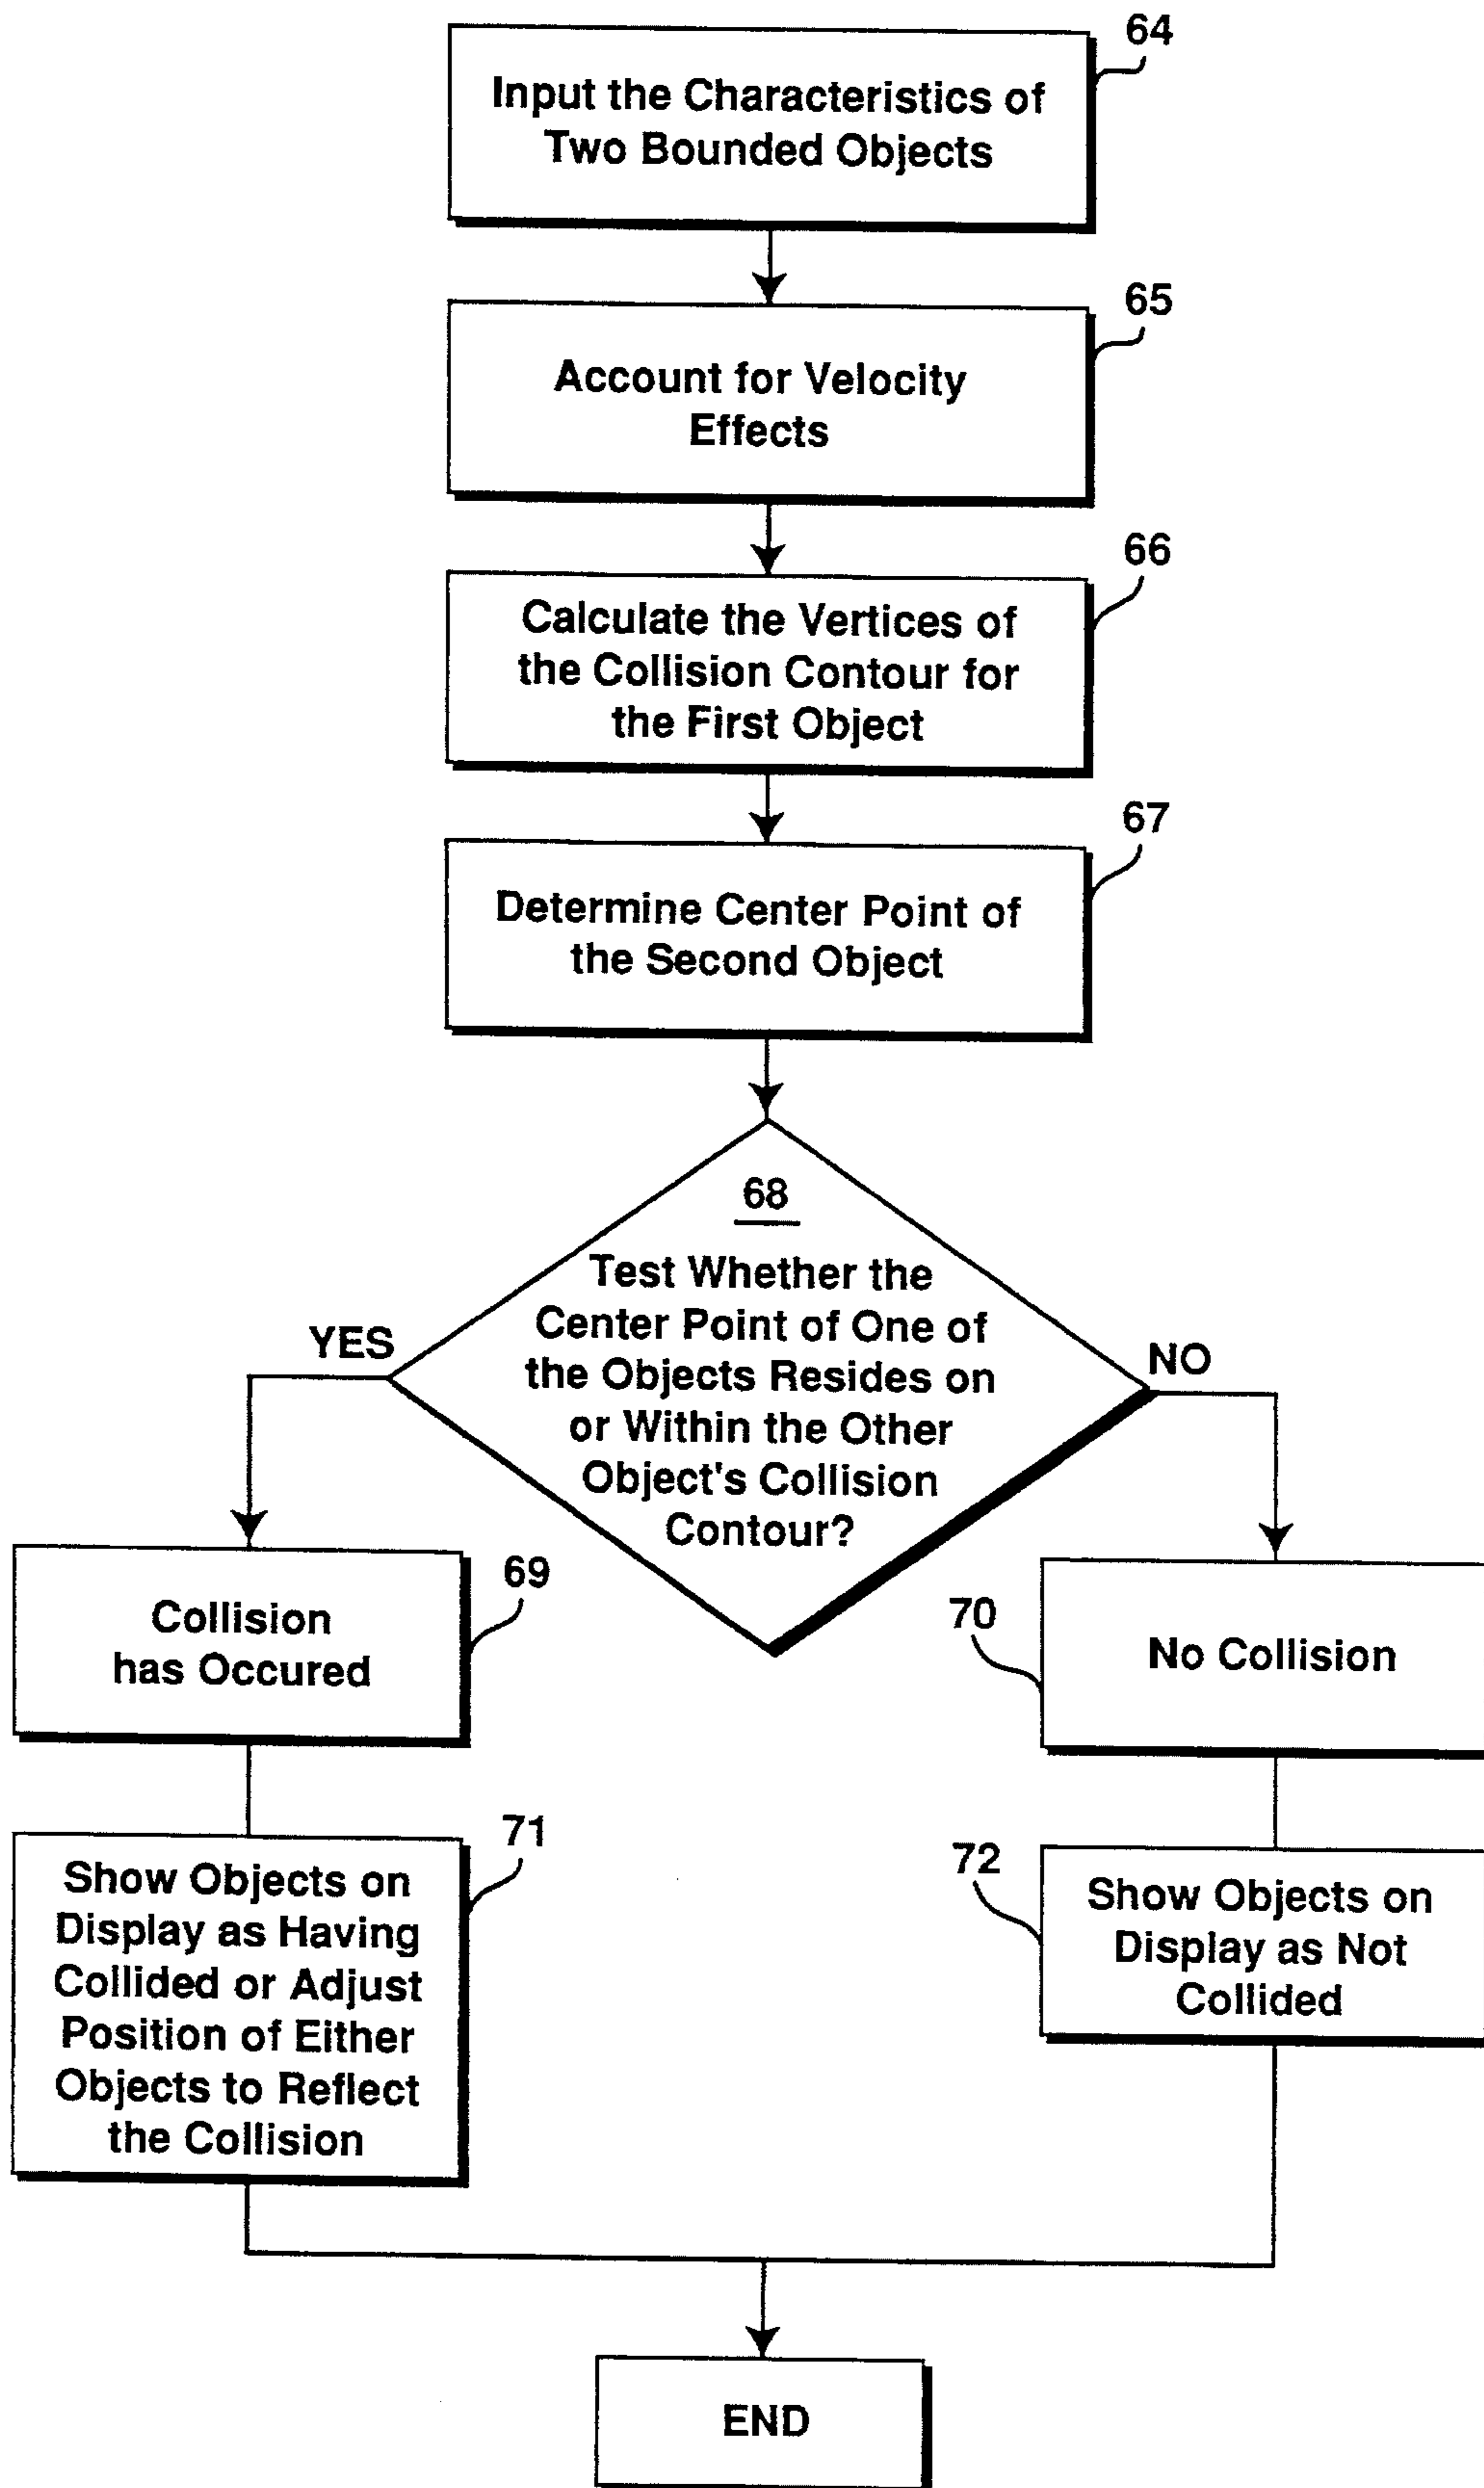 64
Input the Characteristics of
Two Bounded Objects
65
Account for Velocity
Effects
66
Calculate the Vertices of
the Collision Contour for
the First Object
67
Determine Center Point of
the Second Object
68
Test Whether the
Center Point of One of
the Objects Resides on
or Within the Other
Object's Collision
Contour?
YES
NO
69
Collision
has Occured
70
No Collision
71
Show Objects on
Display as Having
Collided or Adjust
Position of Either
Objects to Reflect
the Collision
72
Show Objects on
Display as Not
Collided
END